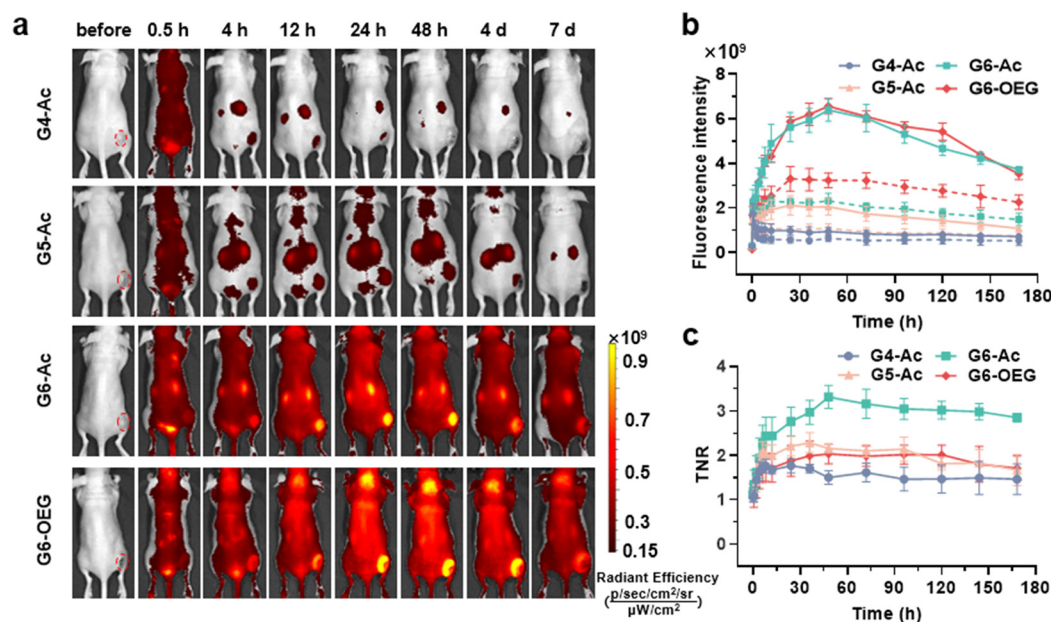 a
before 0.5 h 4 h 12 h 24 h 48 h 4 d 7 d
G4-Ac
G5-Ac
G6-Ac
G6-OEG
×10⁹
0.9
0.7
0.5
0.3
0.15
Radiant Efficiency
(p/sec/cm²/sr
µW/cm²)
b
×10⁹
G4-Ac G6-Ac
G5-Ac G6-OEG
Fluorescence intensity
8
6
4
2
0
0 30 60 90 120 150 180
Time (h)
c
G4-Ac G6-Ac
G5-Ac G6-OEG
TNR
4
3
2
1
0
0 30 60 90 120 150 180
Time (h)